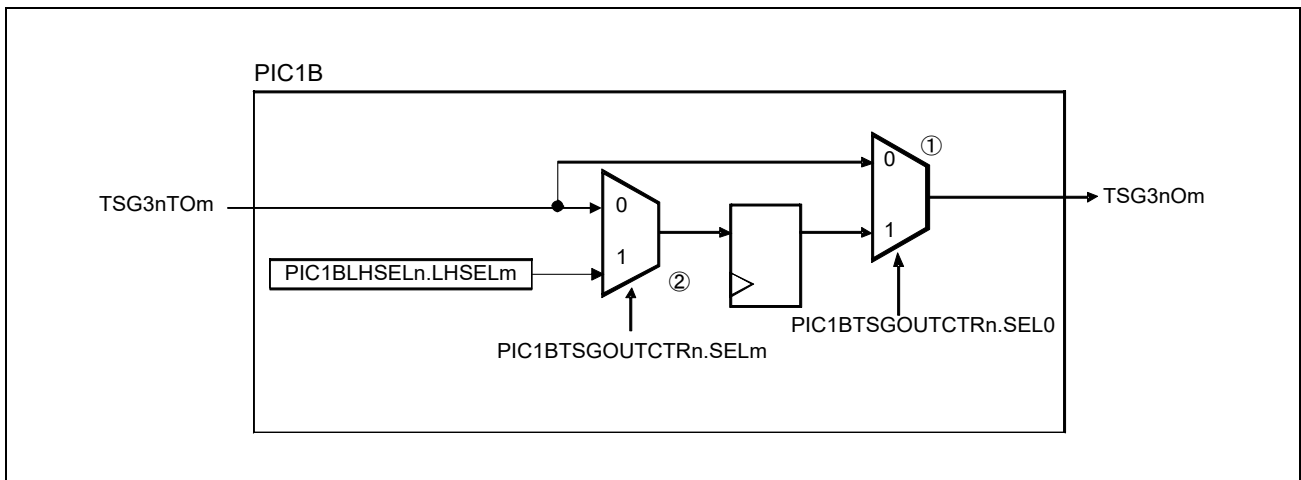 PIC1B
0 ①
TSG3nTOm 0 TSG3nOm
1
1
PIC1BLHSELn.LHSELm
②
PIC1BTSGOUTCTRn.SEL0
PIC1BTSGOUTCTRn.SELm